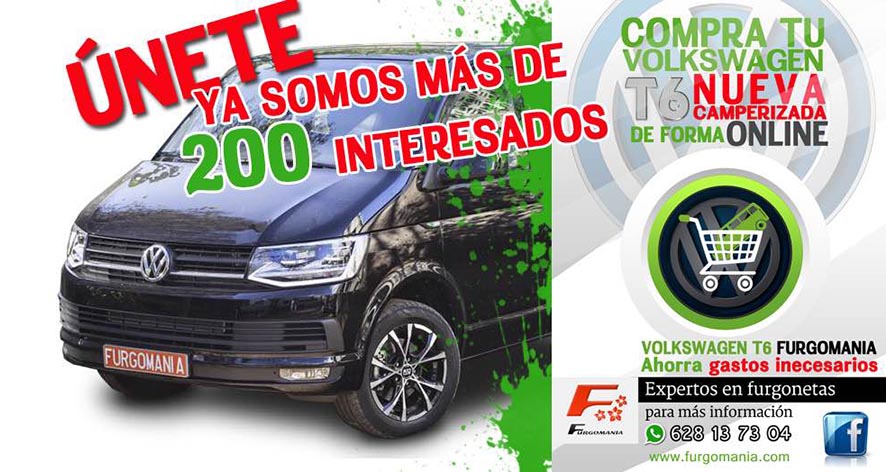 ÚNETE
YA SOMOS MÁS DE
200 INTERESADOS
FURGOMANIA
COMPRA TU
VOLKSWAGEN
T6 NUEVA
CAMPERIZADA
DE FORMA ONLINE
VOLKSWAGEN T6 FURGOMANIA
Ahorra gastos inecesarios
Expertos en furgonetas
FURGOMANIA
para más información
628 13 73 04
www.furgomania.com